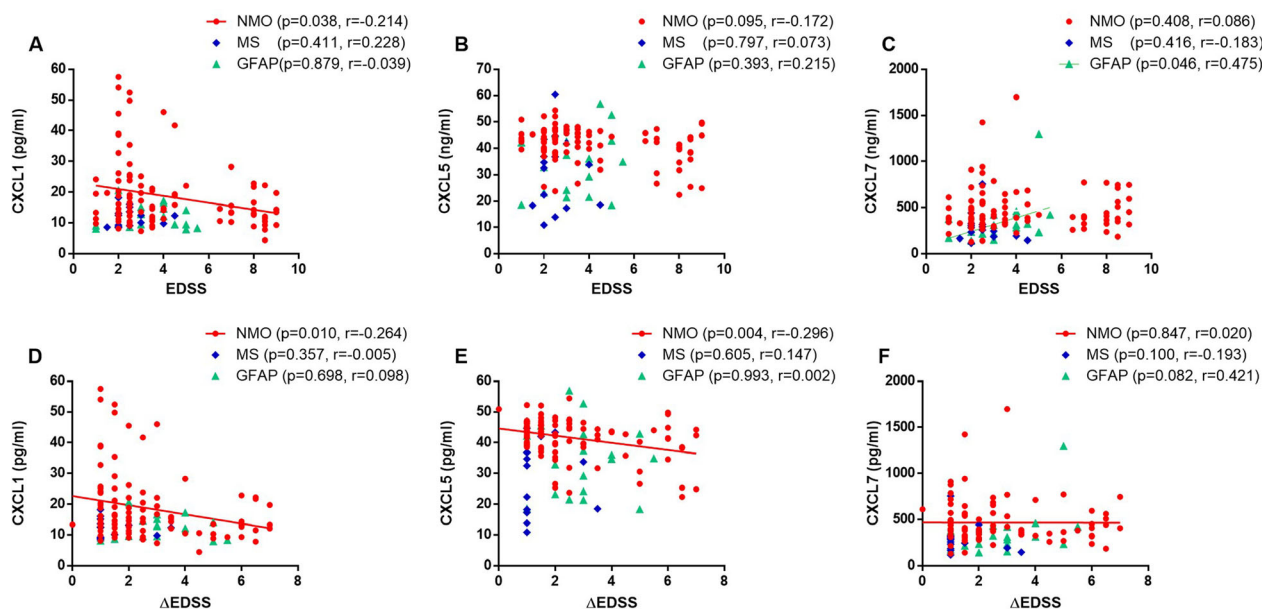 A
NMO (p=0.038, r=-0.214)
MS (p=0.411, r=0.228)
GFAP(p=0.879, r=-0.039)
CXCL1 (pg/ml)
60
50
40
30
20
10
0
0 2 4 6 8 10
EDSS
B
NMO (p=0.095, r=-0.172)
MS (p=0.797, r=0.073)
GFAP (p=0.393, r=0.215)
CXCL5 (ng/ml)
70
60
50
40
30
20
10
0
0 2 4 6 8 10
EDSS
C
NMO (p=0.408, r=0.086)
MS (p=0.416, r=-0.183)
GFAP (p=0.046, r=0.475)
CXCL7 (ng/ml)
2000
1500
1000
500
0
0 2 4 6 8 10
EDSS
D
NMO (p=0.010, r=-0.264)
MS (p=0.357, r=-0.005)
GFAP (p=0.698, r=0.098)
CXCL1 (pg/ml)
60
50
40
30
20
10
0
0 2 4 6 8
ΔEDSS
E
NMO (p=0.004, r=-0.296)
MS (p=0.605, r=0.147)
GFAP (p=0.993, r=0.002)
CXCL5 (pg/ml)
60
50
40
30
20
10
0
0 2 4 6 8
ΔEDSS
F
NMO (p=0.847, r=0.020)
MS (p=0.100, r=-0.193)
GFAP (p=0.082, r=0.421)
CXCL7 (pg/ml)
2000
1500
1000
500
0
0 2 4 6 8
ΔEDSS